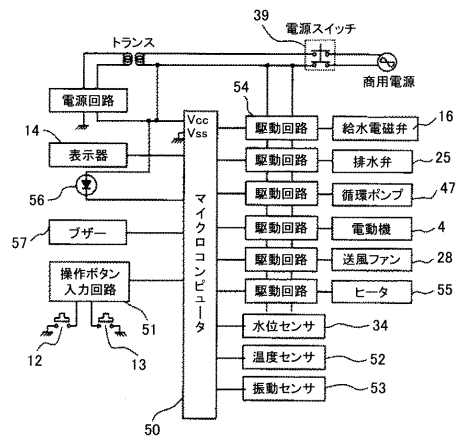 39
トランス
電源スイッチ
商用電源
電源回路
54
Vcc
Vss
14
表示器
56
57
ブザー
操作ボタン
入力回路
51
12
13
マイクロコンピュータ
50
駆動回路
給水電磁弁
16
駆動回路
排水弁
25
駆動回路
循環ポンプ
47
駆動回路
電動機
4
駆動回路
送風ファン
28
駆動回路
ヒータ
55
水位センサ
34
温度センサ
52
振動センサ
53